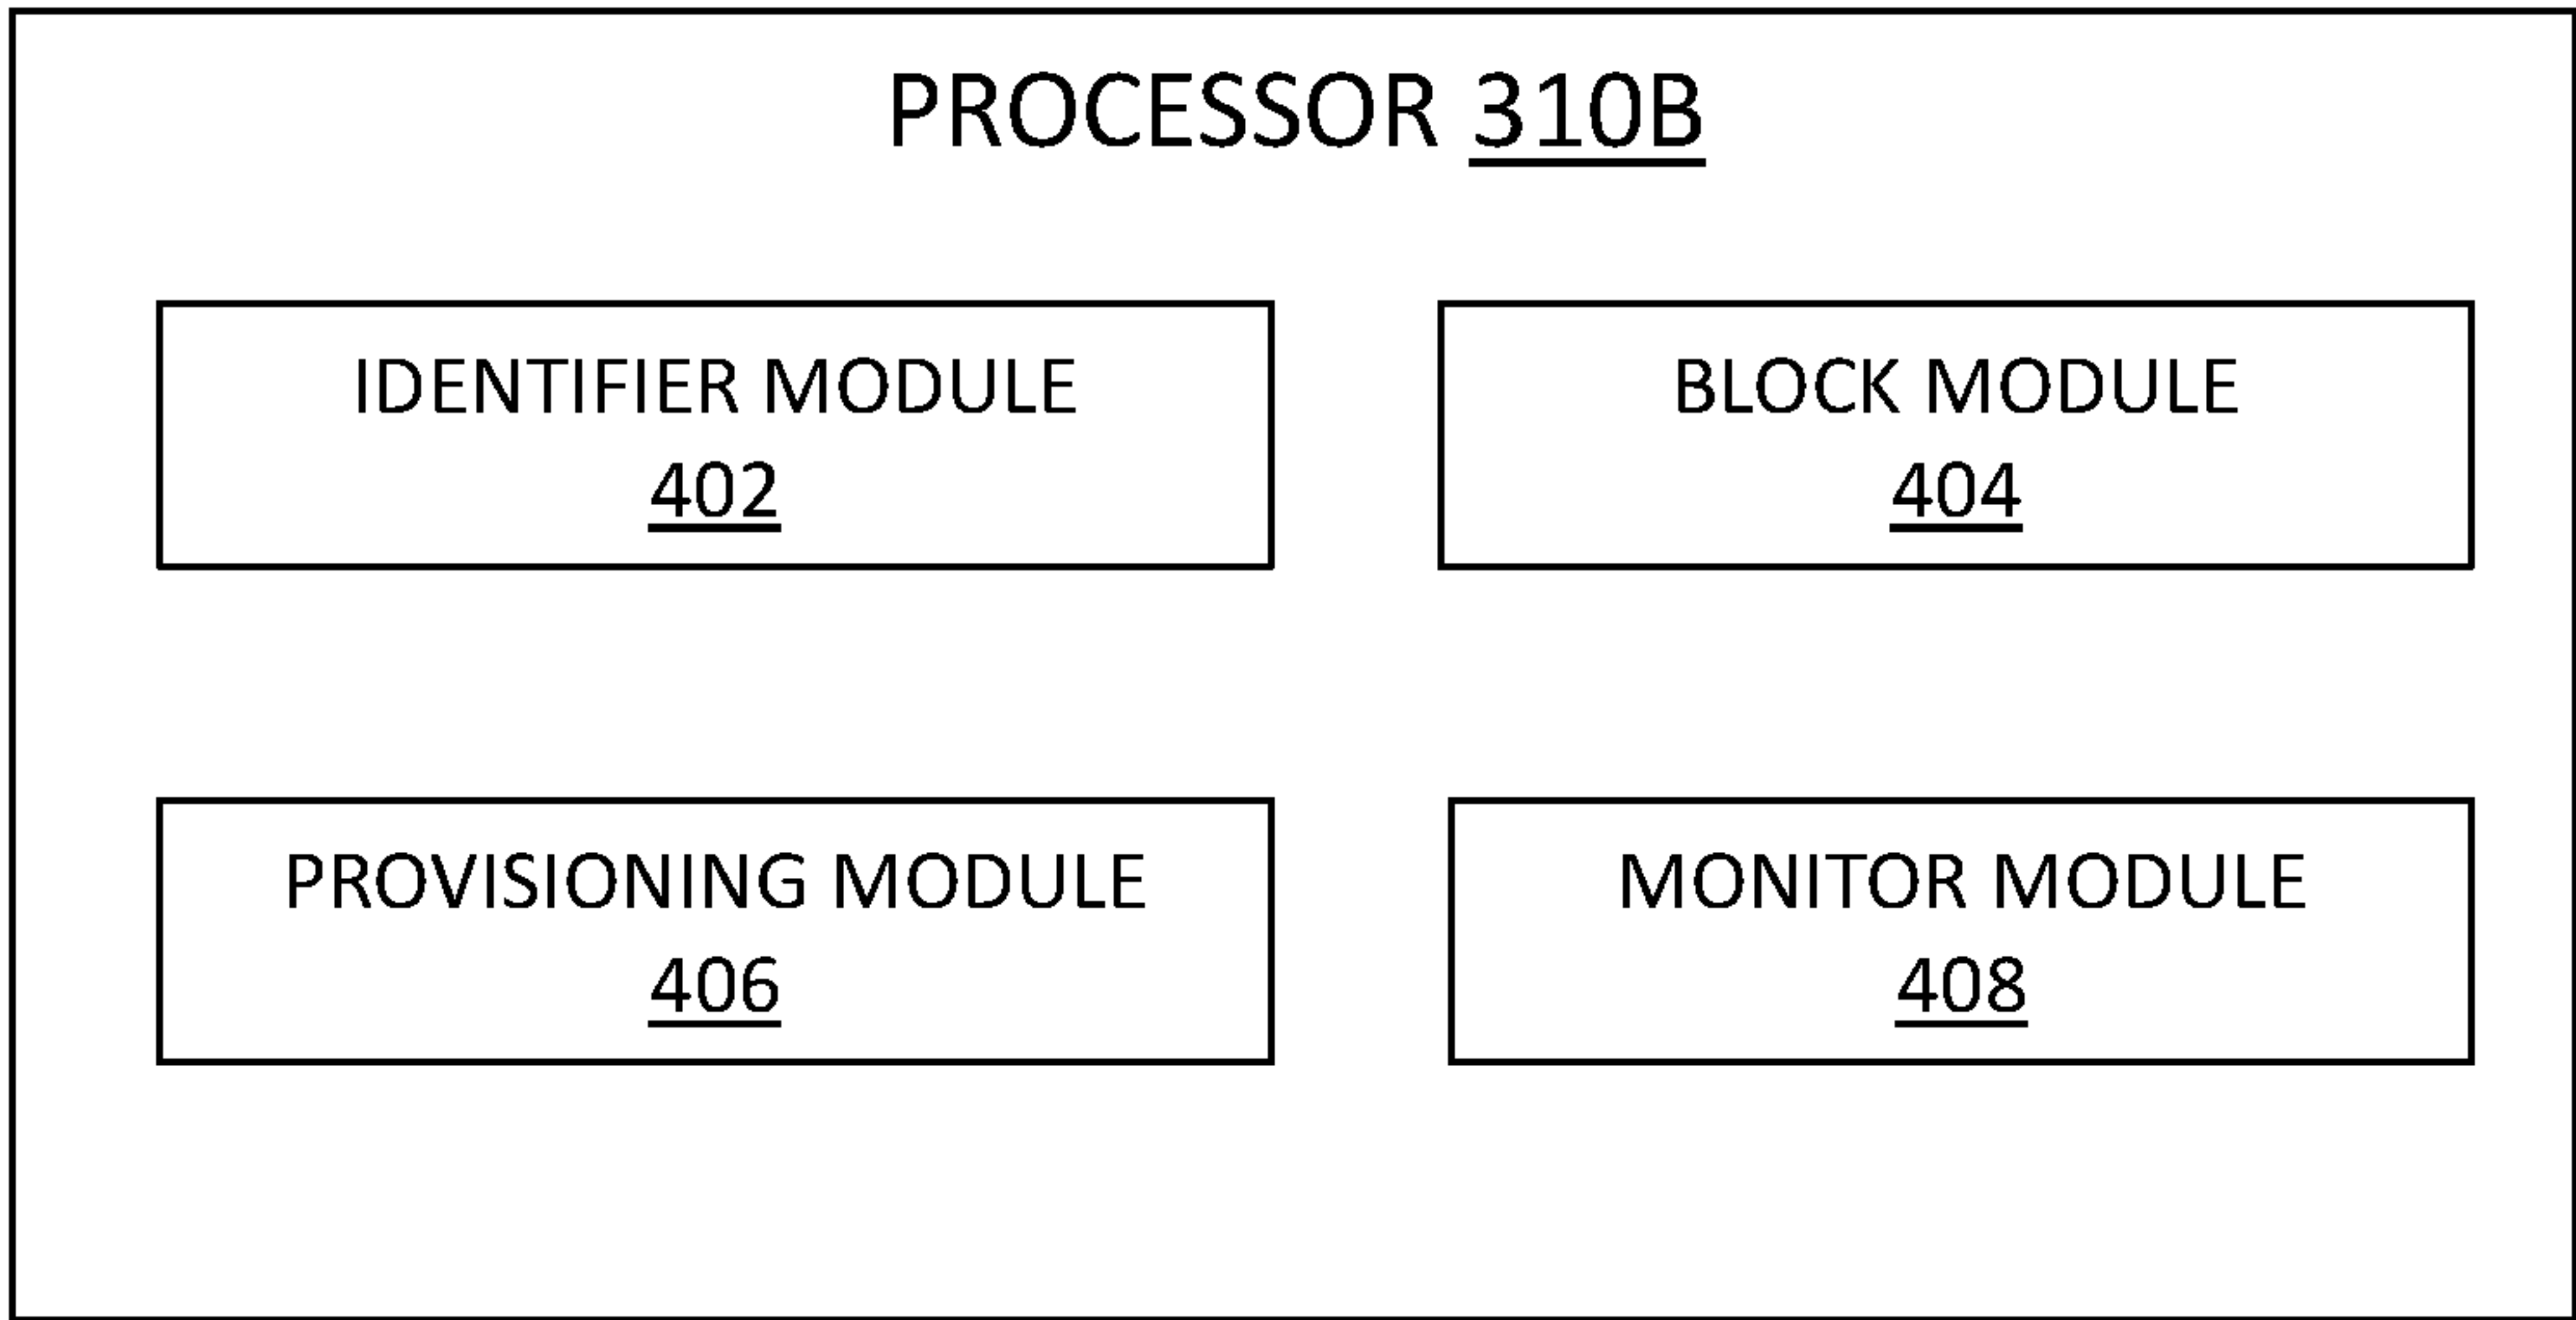 PROCESSOR 310B
IDENTIFIER MODULE
402
BLOCK MODULE
404
PROVISIONING MODULE
406
MONITOR MODULE
408